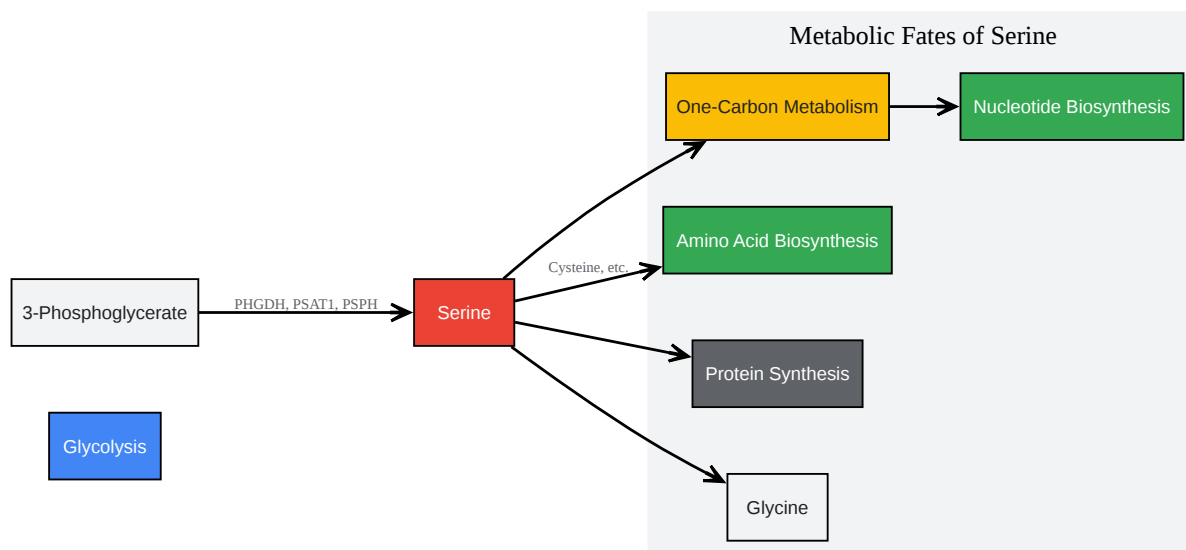 Metabolic Fates of Serine
One-Carbon Metabolism
Nucleotide Biosynthesis
Amino Acid Biosynthesis
Cysteine, etc.
3-Phosphoglycerate
PHGDH, PSAT1, PSPH
Serine
Protein Synthesis
Glycolysis
Glycine